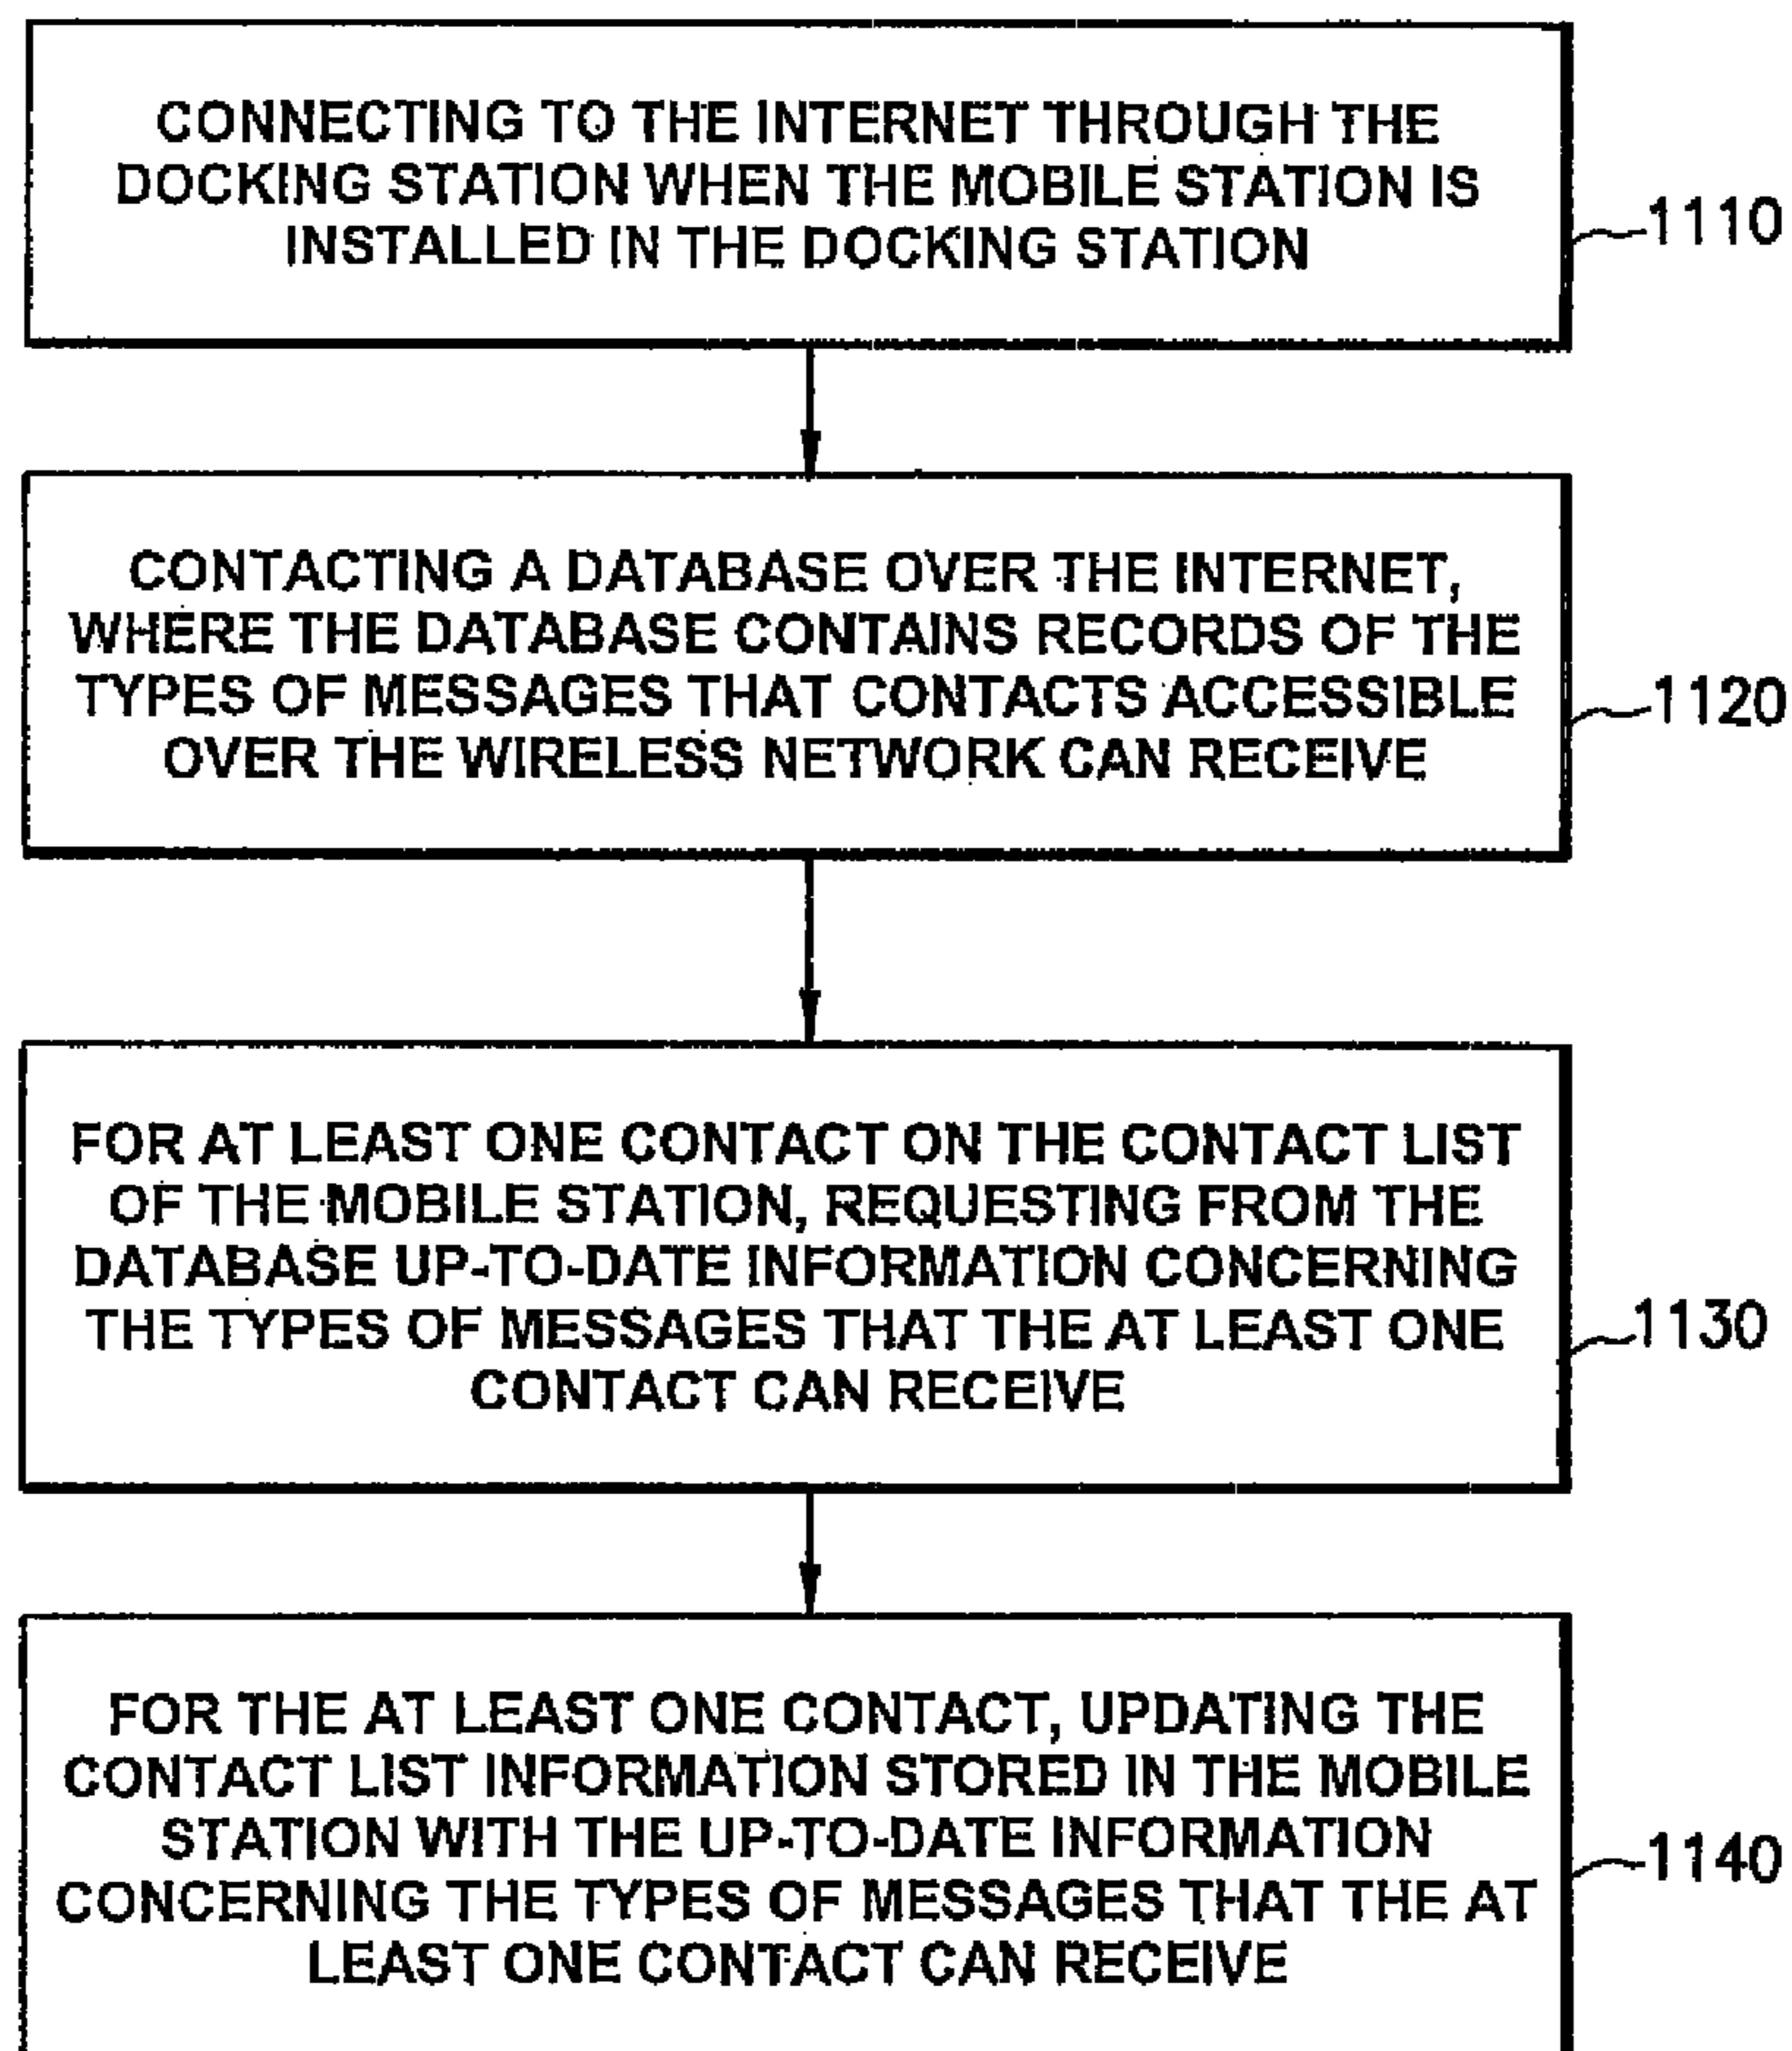 CONNECTING TO THE INTERNET THROUGH THE
DOCKING STATION WHEN THE MOBILE STATION IS
INSTALLED IN THE DOCKING STATION
1110
CONTACTING A DATABASE OVER THE INTERNET,
WHERE THE DATABASE CONTAINS RECORDS OF THE
TYPES OF MESSAGES THAT CONTACTS ACCESSIBLE
OVER THE WIRELESS NETWORK CAN RECEIVE
1120
FOR AT LEAST ONE CONTACT ON THE CONTACT LIST
OF THE MOBILE STATION, REQUESTING FROM THE
DATABASE UP-TO-DATE INFORMATION CONCERNING
THE TYPES OF MESSAGES THAT THE AT LEAST ONE
CONTACT CAN RECEIVE
1130
FOR THE AT LEAST ONE CONTACT, UPDATING THE
CONTACT LIST INFORMATION STORED IN THE MOBILE
STATION WITH THE UP-TO-DATE INFORMATION
CONCERNING THE TYPES OF MESSAGES THAT THE AT
LEAST ONE CONTACT CAN RECEIVE
1140